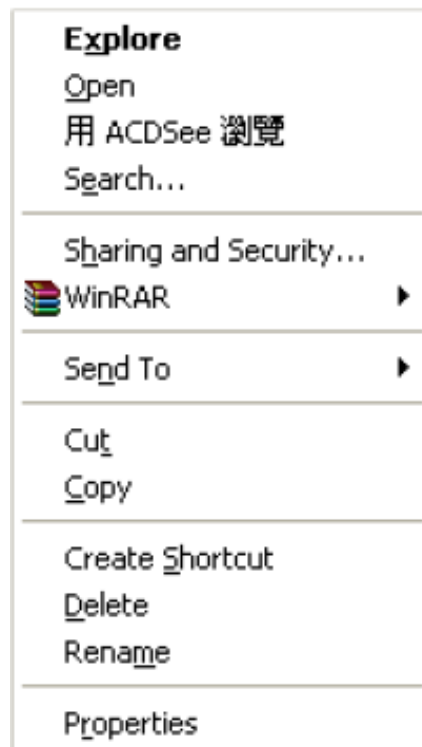 Explore
Open
用 ACDSee 瀏覽
Search...
Sharing and Security...
WinRAR
Send To
Cut
Copy
Create Shortcut
Delete
Rename
Properties